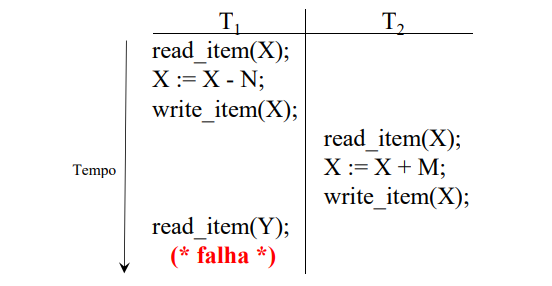 T1 T2
read_item(X);
X := X - N;
write_item(X);
read_item(X);
Tempo
X := X + M;
write_item(X);
read_item(Y);
(* falha *)